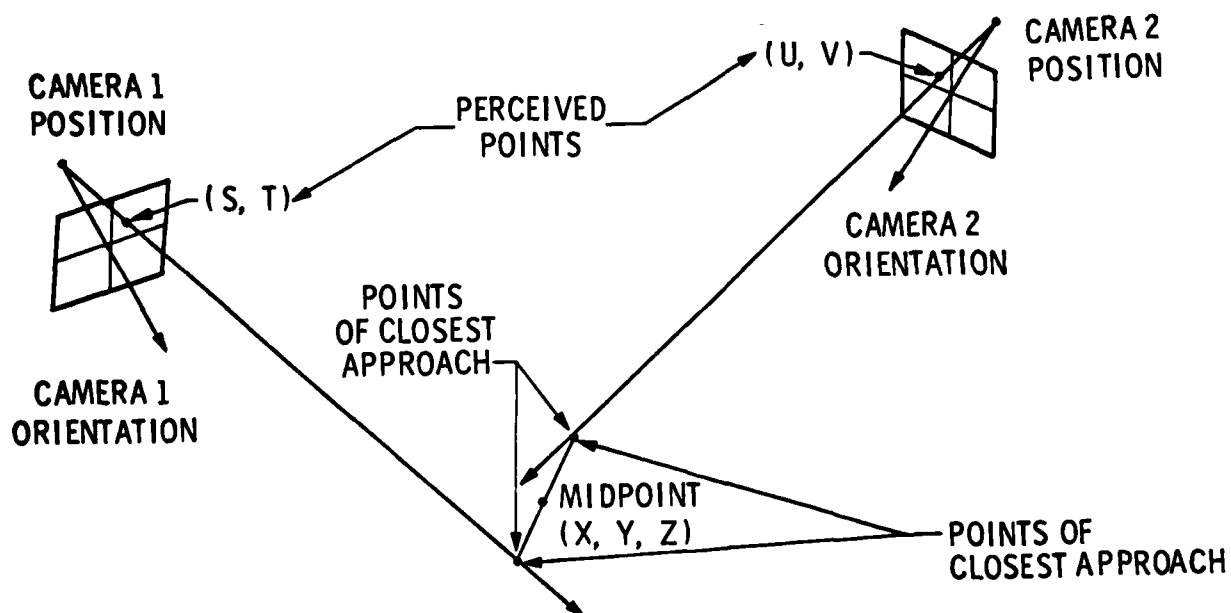 CAMERA 1
POSITION
(S, T)
PERCEIVED
POINTS
(U, V)
CAMERA 2
POSITION
CAMERA 2
ORIENTATION
CAMERA 1
ORIENTATION
POINTS
OF CLOSEST
APPROACH
MIDPOINT
(X, Y, Z)
POINTS OF
CLOSEST APPROACH